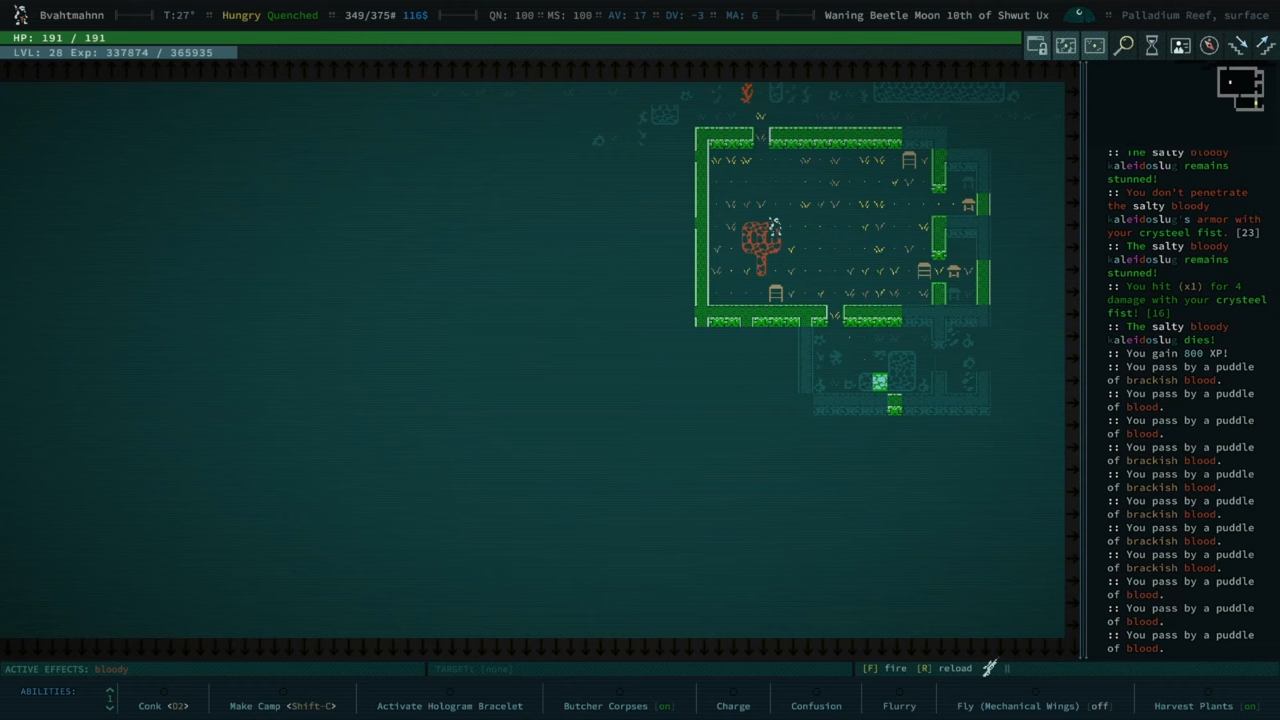 Bvahtmahnn T:27° :: Hungry Quenched :: 349/375# 116$ QN: 100 :: MS: 100 :: AV: 17 :: DV: -3 :: MA: 6 Waning Beetle Moon 10th of Shwut Ux :: Palladium Reef, surface
HP: 191 / 191
LVL: 28 Exp: 337874 / 365935
:: The salty bloody
kaleidoslug remains
stunned!
:: You don't penetrate
the salty bloody
kaleidoslug's armor with
your crysteel fist. [23]
:: The salty bloody
kaleidoslug remains
stunned!
:: You hit (x1) for 4
damage with your crysteel
fist! [16]
:: The salty bloody
kaleidoslug dies!
:: You gain 800 XP!
:: You pass by a puddle
of brackish blood.
:: You pass by a puddle
of blood.
:: You pass by a puddle
of blood.
:: You pass by a puddle
of brackish blood.
:: You pass by a puddle
of brackish blood.
:: You pass by a puddle
of brackish blood.
:: You pass by a puddle
of brackish blood.
:: You pass by a puddle
of brackish blood.
:: You pass by a puddle
of blood.
:: You pass by a puddle
of blood.
:: You pass by a puddle
of blood.
ACTIVE EFFECTS: bloody TARGET: [none] [F] fire [R] reload
ABILITIES: 1 Conk <02> Make Camp <Shift-C> Activate Hologram Bracelet Butcher Corpses [on] Charge Confusion Flurry Fly (Mechanical Wings) [off] Harvest Plants [on]